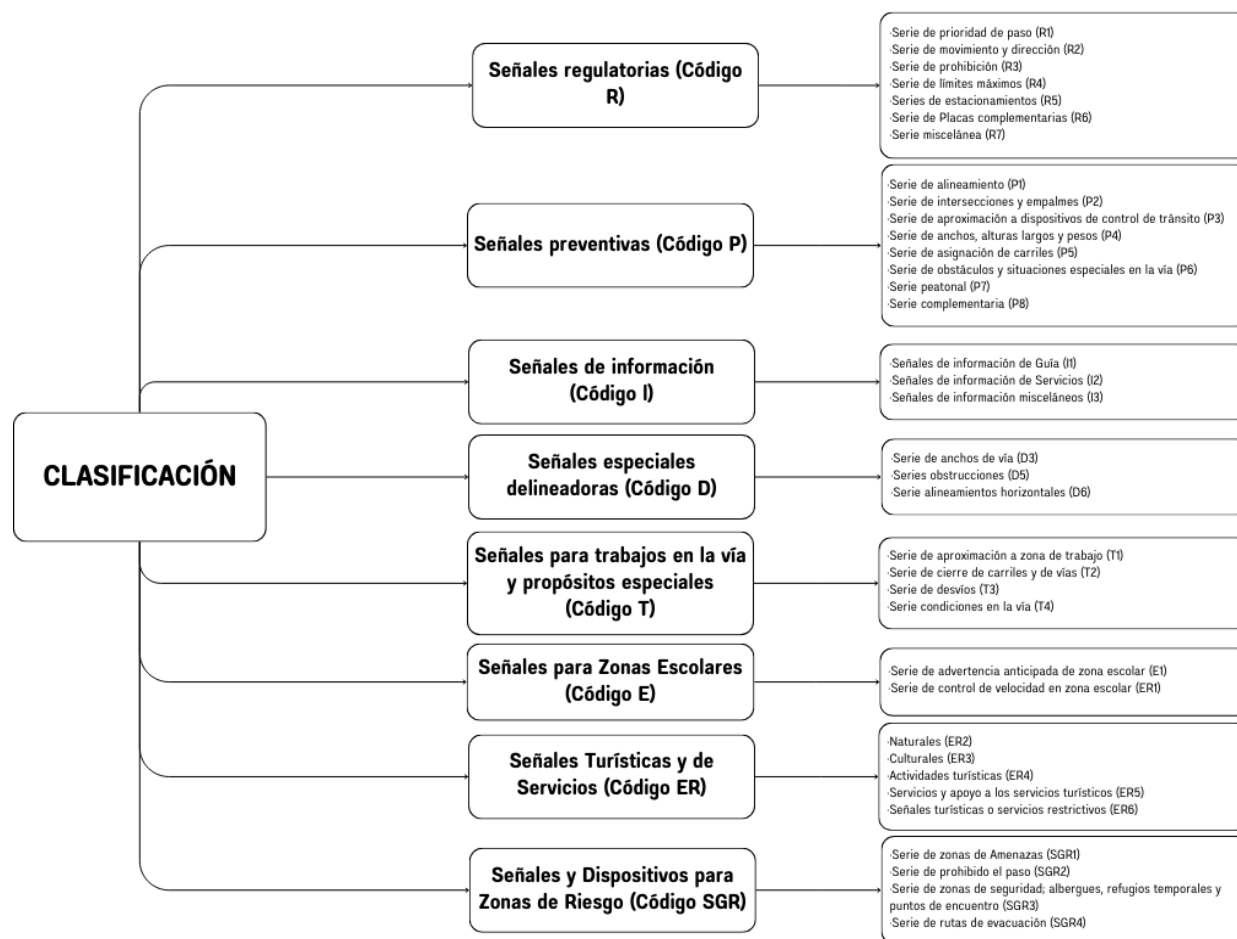 CLASIFICACIÓN
Señales regulatorias (Código
R)
·Serie de prioridad de paso (R1)
·Serie de movimiento y dirección (R2)
·Serie de prohibición (R3)
·Serie de límites máximos (R4)
·Series de estacionamientos (R5)
·Serie de Placas complementarias (R6)
·Serie miscelánea (R7)
Señales preventivas (Código P)
·Serie de alineamiento (P1)
·Serie de intersecciones y empalmes (P2)
·Serie de aproximación a dispositivos de control de tránsito (P3)
·Serie de anchos, alturas largos y pesos (P4)
·Serie de asignación de carriles (P5)
·Serie de obstáculos y situaciones especiales en la vía (P6)
·Serie peatonal (P7)
·Serie complementaria (P8)
Señales de información
(Código I)
·Señales de información de Guía (I1)
·Señales de información de Servicios (I2)
·Señales de información misceláneos (I3)
Señales especiales
delineadoras (Código D)
·Serie de anchos de vía (D3)
·Series obstrucciones (D5)
·Serie alineamientos horizontales (D6)
Señales para trabajos en la vía
y propósitos especiales
(Código T)
·Serie de aproximación a zona de trabajo (T1)
·Serie de cierre de carriles y de vías (T2)
·Serie de desvíos (T3)
·Serie condiciones en la vía (T4)
Señales para Zonas Escolares
(Código E)
·Serie de advertencia anticipada de zona escolar (E1)
·Serie de control de velocidad en zona escolar (ER1)
Señales Turísticas y de
Servicios (Código ER)
·Naturales (ER2)
·Culturales (ER3)
·Actividades turísticas (ER4)
·Servicios y apoyo a los servicios turísticos (ER5)
·Señales turísticas o servicios restrictivos (ER6)
Señales y Dispositivos para
Zonas de Riesgo (Código SGR)
·Serie de zonas de Amenazas (SGR1)
·Serie de prohibido el paso (SGR2)
·Serie de zonas de seguridad; albergues, refugios temporales y
puntos de encuentro (SGR3)
·Serie de rutas de evacuación (SGR4)